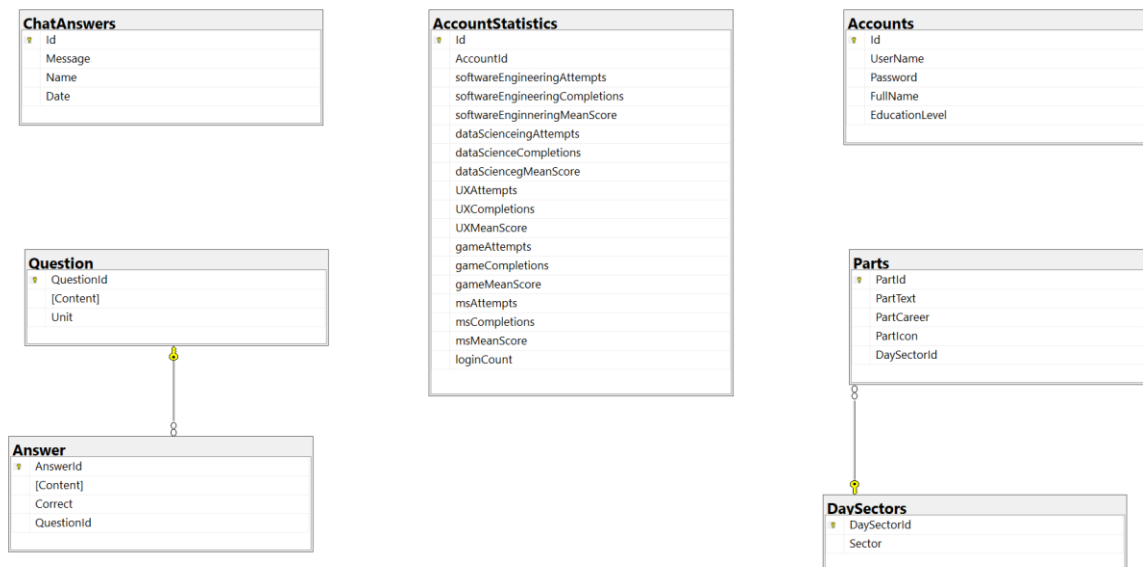 ChatAnswers
Id
Message
Name
Date
AccountStatistics
Id
AccountId
softwareEngineeringAttempts
softwareEngineeringCompletions
softwareEnginneringMeanScore
dataScienceingAttempts
dataScienceCompletions
dataSciencegMeanScore
UXAttempts
UXCompletions
UXMeanScore
gameAttempts
gameCompletions
gameMeanScore
msAttempts
msCompletions
msMeanScore
loginCount
Accounts
Id
UserName
Password
FullName
EducationLevel
Question
QuestionId
[Content]
Unit
Answer
AnswerId
[Content]
Correct
QuestionId
Parts
PartId
PartText
PartCareer
PartIcon
DaySectorId
DaySectors
DaySectorId
Sector